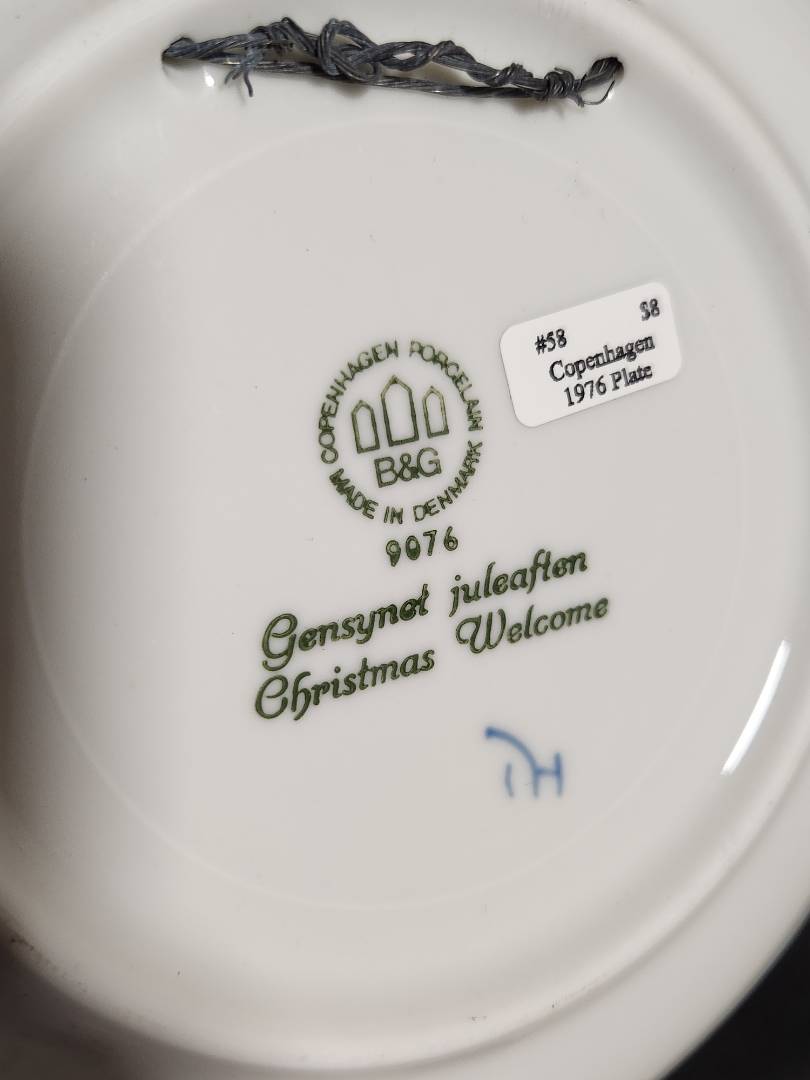 #58 $8
Copenhagen
1976 Plate
COPENHAGEN PORCELAIN
B&G
MADE IN DENMARK
9076
Gensynet juleaften
Christmas Welcome